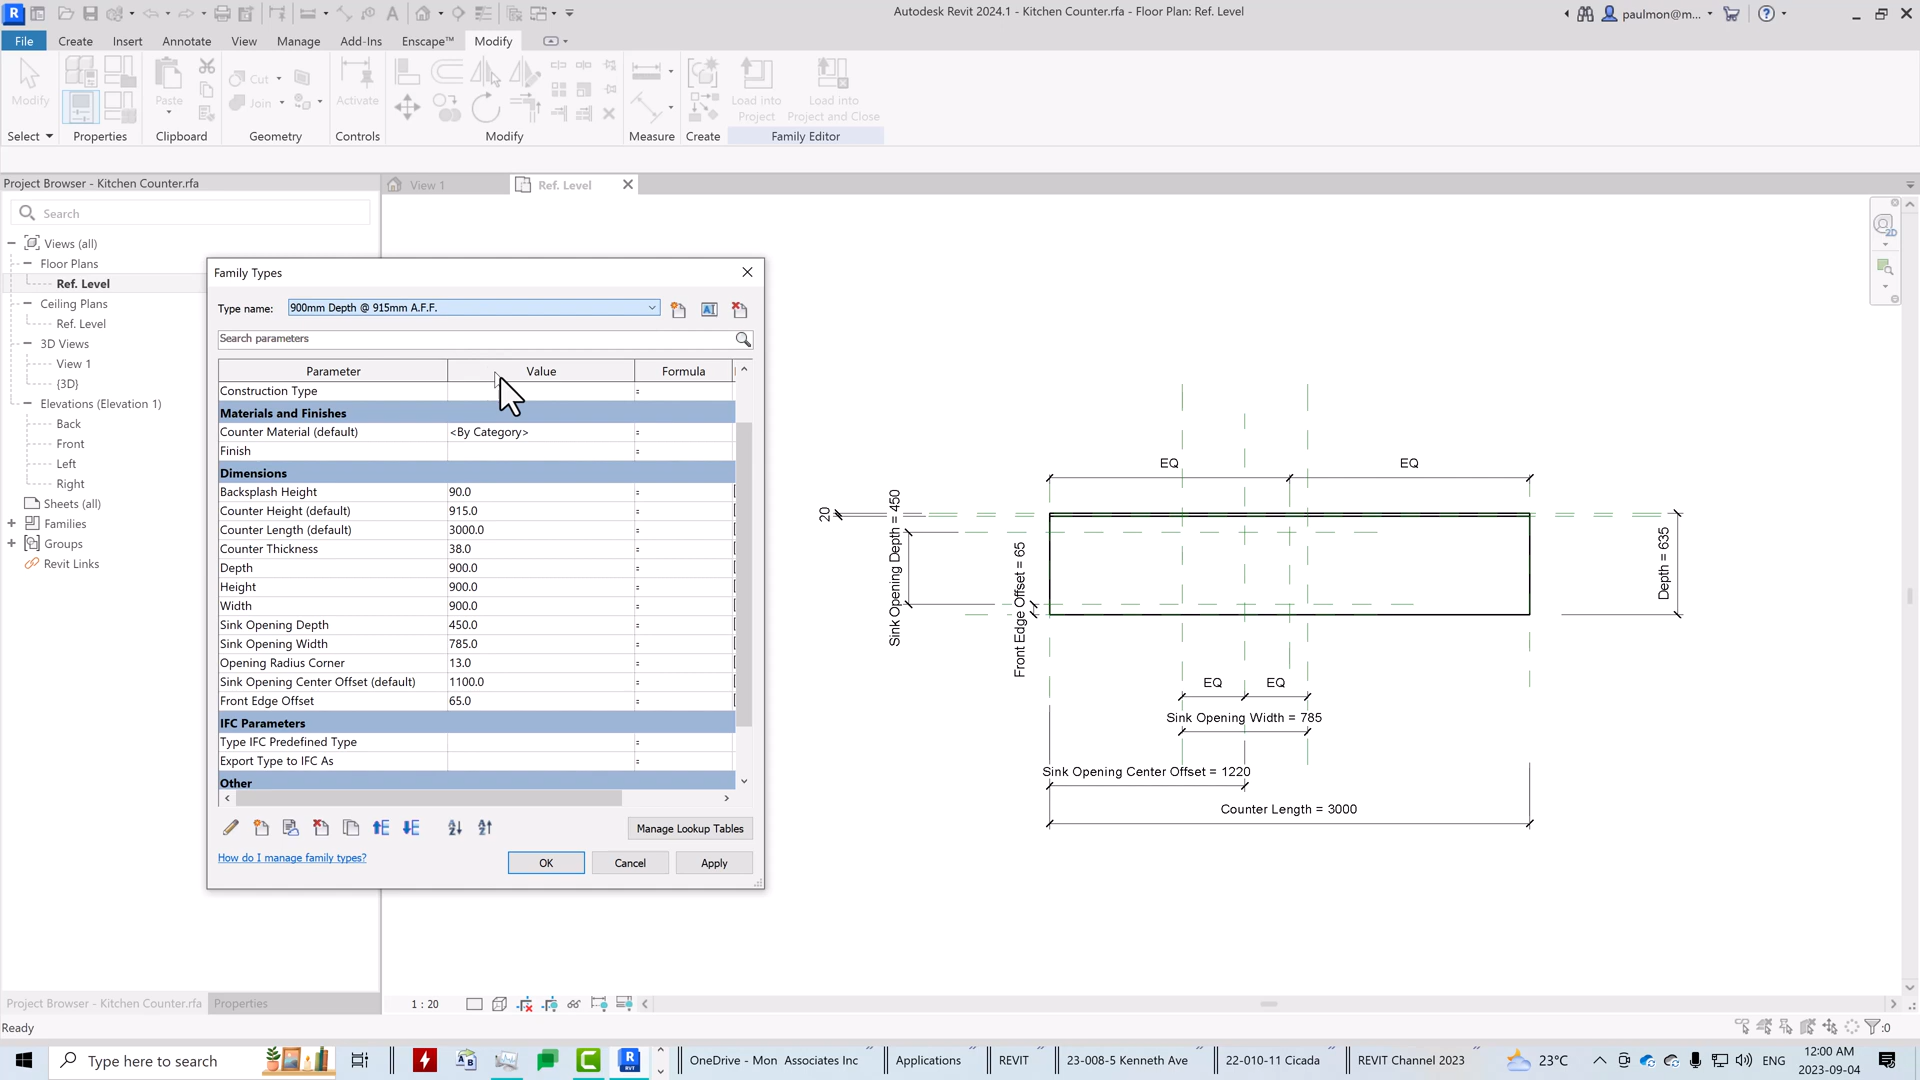 Autodesk Revit 2024.1 - Kitchen Counter.rfa - Floor Plan: Ref. Level
paulmon@m...
File Create Insert Annotate View Manage Add-Ins Enscape™ Modify
Modify
Paste
Cut
Join
Activate
Load into Project
Load into Project and Close
Select Properties Clipboard Geometry Controls Modify Measure Create Family Editor
Project Browser - Kitchen Counter.rfa
View 1
Ref. Level
Search
Views (all)
Floor Plans
Ref. Level
Ceiling Plans
Ref. Level
3D Views
View 1
{3D}
Elevations (Elevation 1)
Back
Front
Left
Right
Sheets (all)
Families
Groups
Revit Links
Family Types
Type name: 900mm Depth @ 915mm A.F.F.
Search parameters
Parameter Value Formula
Construction Type =
Materials and Finishes
Counter Material (default) <By Category> =
Finish =
Dimensions
Backsplash Height 90.0 =
Counter Height (default) 915.0 =
Counter Length (default) 3000.0 =
Counter Thickness 38.0 =
Depth 900.0 =
Height 900.0 =
Width 900.0 =
Sink Opening Depth 450.0 =
Sink Opening Width 785.0 =
Opening Radius Corner 13.0 =
Sink Opening Center Offset (default) 1100.0 =
Front Edge Offset 65.0 =
IFC Parameters
Type IFC Predefined Type =
Export Type to IFC As =
Other
Manage Lookup Tables
How do I manage family types?
OK Cancel Apply
EQ EQ
20
Sink Opening Depth = 450
Front Edge Offset = 65
Depth = 635
EQ EQ
Sink Opening Width = 785
Sink Opening Center Offset = 1220
Counter Length = 3000
2D
Project Browser - Kitchen Counter.rfa
Properties
1 : 20
Ready
:0
Type here to search
OneDrive - Mon Associates Inc
Applications
REVIT
23-008-5 Kenneth Ave
22-010-11 Cicada
REVIT Channel 2023
23°C
ENG
12:00 AM
2023-09-04